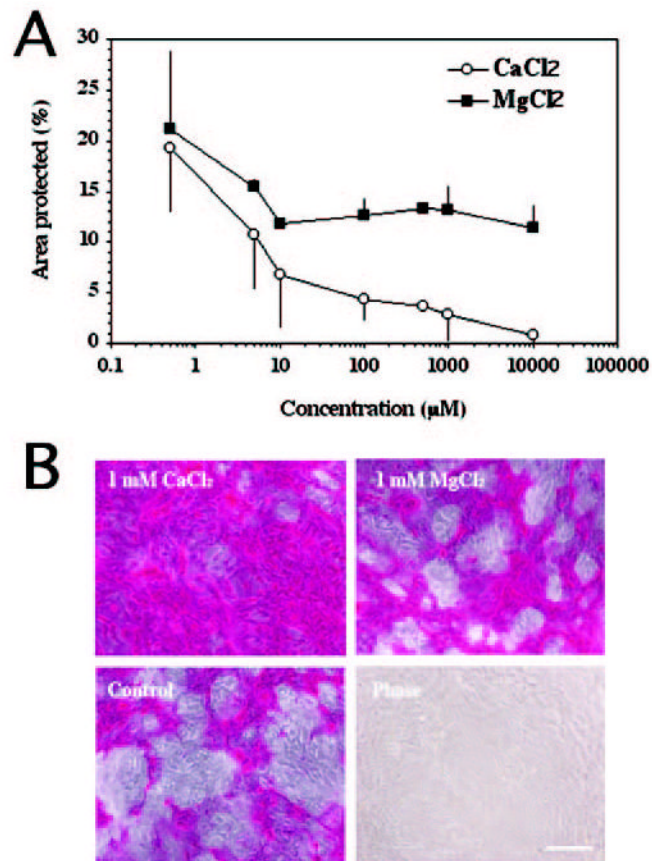 A
30
25
20
15
10
5
0
Area protected (%)
CaCl2
MgCl2
0.1 1 10 100 1000 10000 100000
Concentration (µM)
B
1 mM CaCl₂
1 mM MgCl₂
Control
Phase